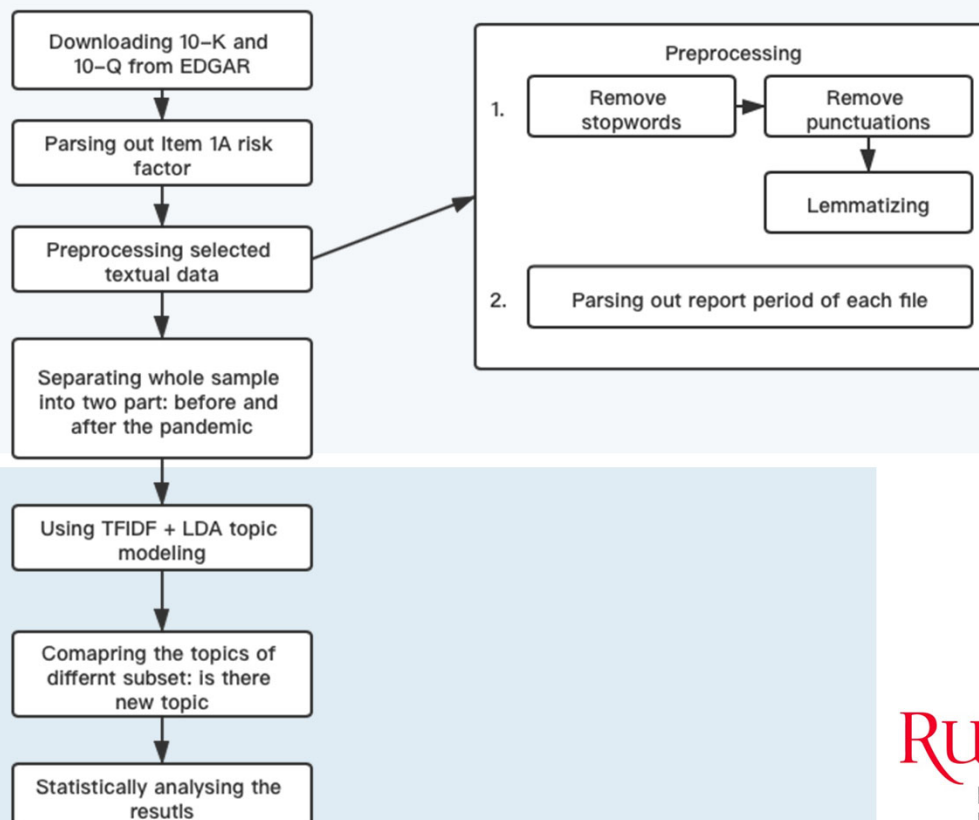 Downloading 10–K and
10–Q from EDGAR
Parsing out Item 1A risk
factor
Preprocessing selected
textual data
Separating whole sample
into two part: before and
after the pandemic
Using TFIDF + LDA topic
modeling
Comapring the topics of
differnt subset: is there
new topic
Statistically analysing the
resutls
Preprocessing
1.
Remove
stopwords
Remove
punctuations
Lemmatizing
2.
Parsing out report period of each file
Ru